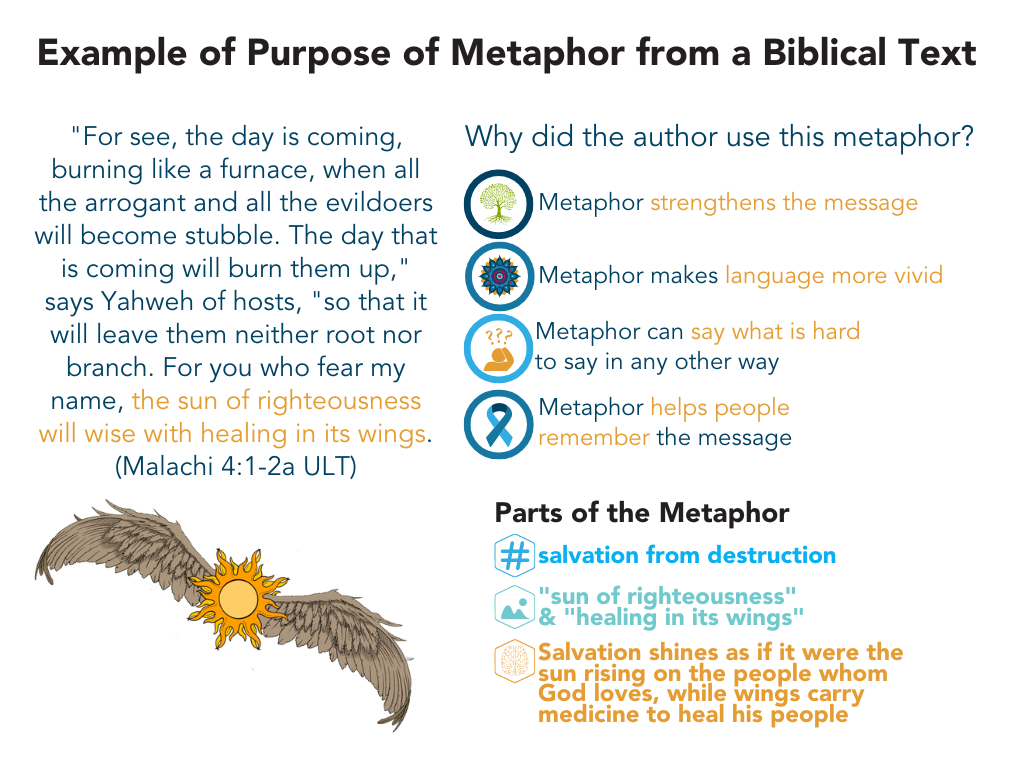 Example of Purpose of Metaphor from a Biblical Text
"For see, the day is coming,
burning like a furnace, when all
the arrogant and all the evildoers
will become stubble. The day that
is coming will burn them up,"
says Yahweh of hosts, "so that it
will leave them neither root nor
branch. For you who fear my
name, the sun of righteousness
will wise with healing in its wings.
(Malachi 4:1-2a ULT)
Why did the author use this metaphor?
Metaphor strengthens the message
Metaphor makes language more vivid
???
Metaphor can say what is hard
to say in any other way
Metaphor helps people
remember the message
Parts of the Metaphor
# salvation from destruction
"sun of righteousness"
& "healing in its wings"
Salvation shines as if it were the
sun rising on the people whom
God loves, while wings carry
medicine to heal his people